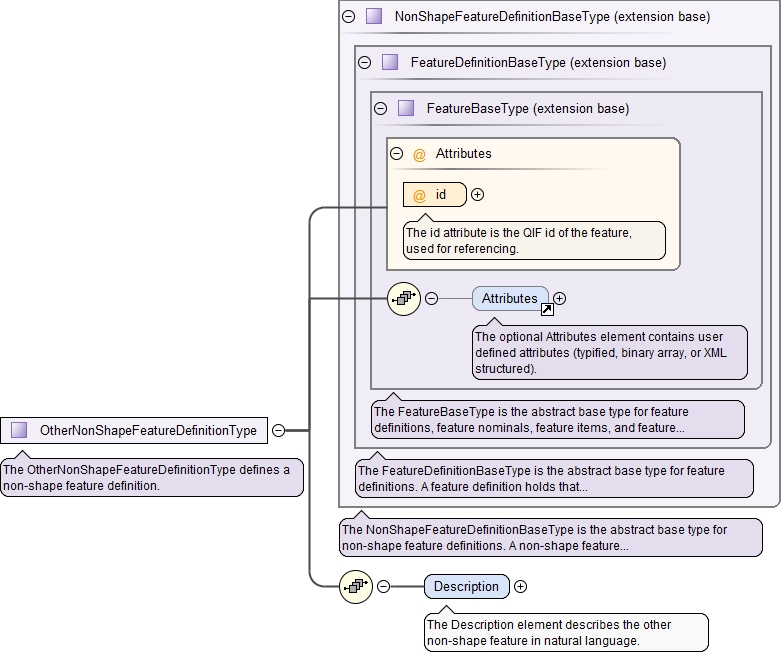 NonShapeFeatureDefinitionBaseType (extension base)
FeatureDefinitionBaseType (extension base)
FeatureBaseType (extension base)
@ Attributes
@ id
The id attribute is the QIF id of the feature,
used for referencing.
Attributes
The optional Attributes element contains user
defined attributes (typified, binary array, or XML
structured).
The FeatureBaseType is the abstract base type for feature
definitions, feature nominals, feature items, and feature...
OtherNonShapeFeatureDefinitionType
The OtherNonShapeFeatureDefinitionType defines a
non-shape feature definition.
The FeatureDefinitionBaseType is the abstract base type for feature
definitions. A feature definition holds that...
The NonShapeFeatureDefinitionBaseType is the abstract base type for
non-shape feature definitions. A non-shape feature...
Description
The Description element describes the other
non-shape feature in natural language.